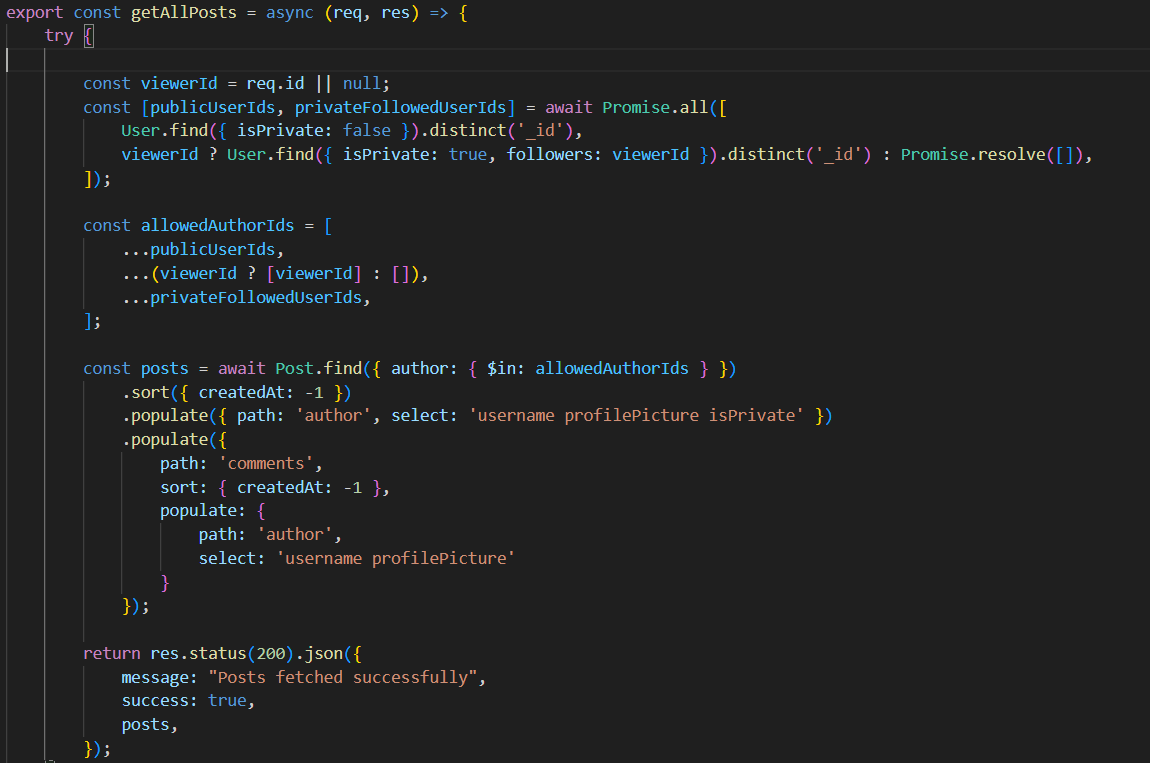 export const getAllPosts = async (req, res) => {
    try {

        const viewerId = req.id || null;
        const [publicUserIds, privateFollowedUserIds] = await Promise.all([
            User.find({ isPrivate: false }).distinct('_id'),
            viewerId ? User.find({ isPrivate: true, followers: viewerId }).distinct('_id') : Promise.resolve([]),
        ]);

        const allowedAuthorIds = [
            ...publicUserIds,
            ...(viewerId ? [viewerId] : []),
            ...privateFollowedUserIds,
        ];

        const posts = await Post.find({ author: { $in: allowedAuthorIds } })
            .sort({ createdAt: -1 })
            .populate({ path: 'author', select: 'username profilePicture isPrivate' })
            .populate({
                path: 'comments',
                sort: { createdAt: -1 },
                populate: {
                    path: 'author',
                    select: 'username profilePicture'
                }
            });

        return res.status(200).json({
            message: "Posts fetched successfully",
            success: true,
            posts,
        });